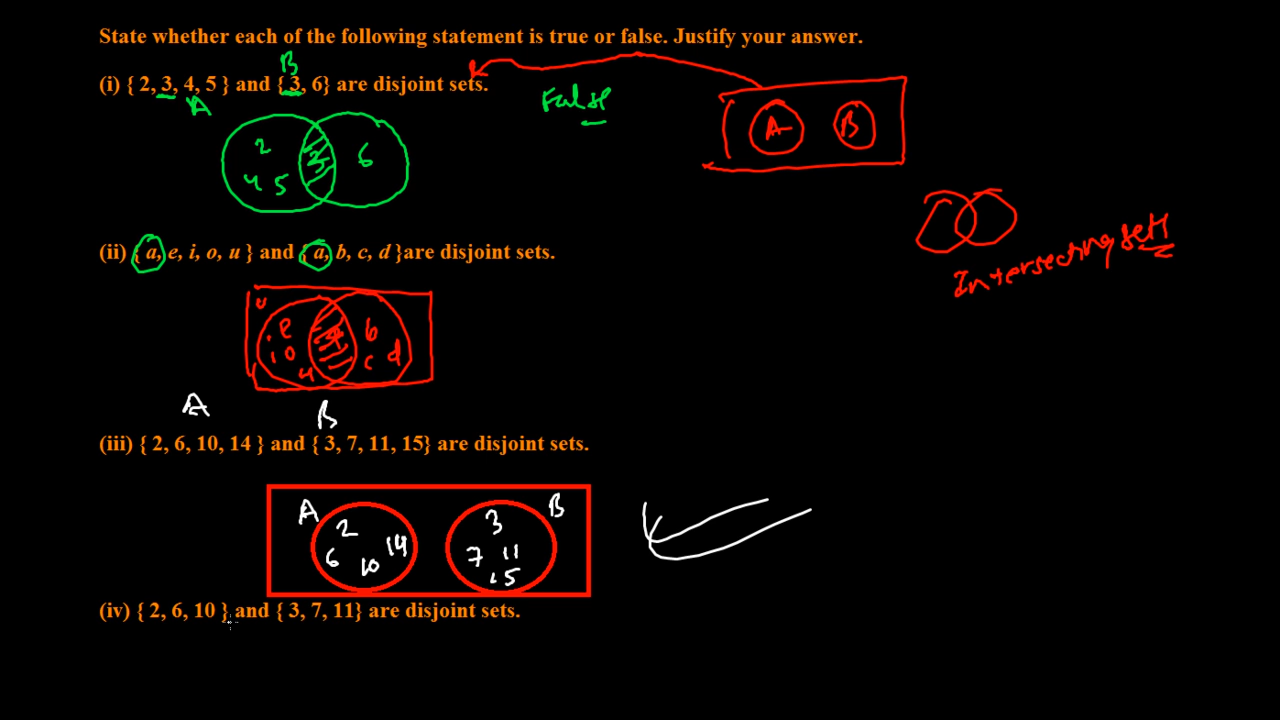 State whether each of the following statement is true or false. Justify your answer.
B
(i) { 2, 3, 4, 5 } and { 3, 6} are disjoint sets.
A
False
A B
2 3 6
4 5
Intersecting sets
(ii) { a, e, i, o, u } and { a, b, c, d }are disjoint sets.
u
e a b
i o c d
A B
(iii) { 2, 6, 10, 14 } and { 3, 7, 11, 15} are disjoint sets.
A 2 3 B
6 10 14 7 11
15
(iv) { 2, 6, 10 } and { 3, 7, 11} are disjoint sets.